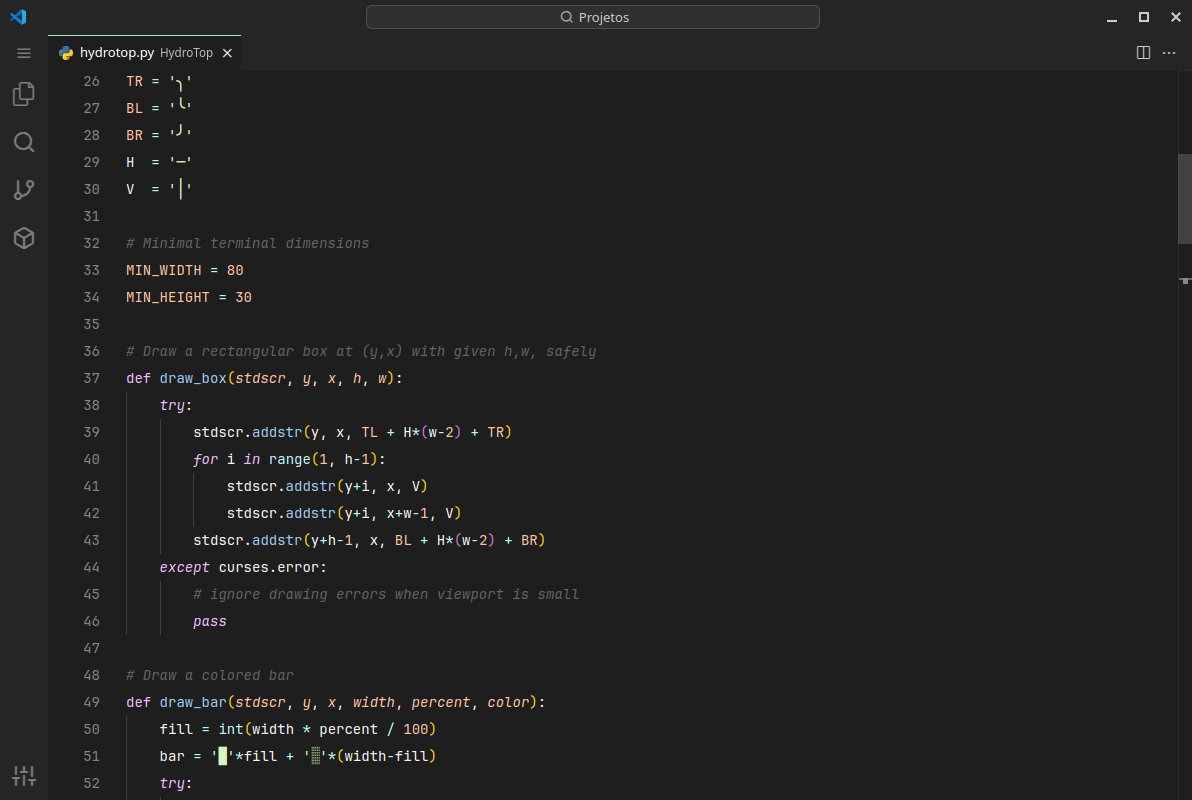 Projetos
hydrotop.py HydroTop
26 TR = '╮'
27 BL = '╰'
28 BR = '╯'
29 H  = '─'
30 V  = '│'
31
32 # Minimal terminal dimensions
33 MIN_WIDTH = 80
34 MIN_HEIGHT = 30
35
36 # Draw a rectangular box at (y,x) with given h,w, safely
37 def draw_box(stdscr, y, x, h, w):
38     try:
39         stdscr.addstr(y, x, TL + H*(w-2) + TR)
40         for i in range(1, h-1):
41             stdscr.addstr(y+i, x, V)
42             stdscr.addstr(y+i, x+w-1, V)
43         stdscr.addstr(y+h-1, x, BL + H*(w-2) + BR)
44     except curses.error:
45         # ignore drawing errors when viewport is small
46         pass
47
48 # Draw a colored bar
49 def draw_bar(stdscr, y, x, width, percent, color):
50     fill = int(width * percent / 100)
51     bar = '█'*fill + '▒'*(width-fill)
52     try: